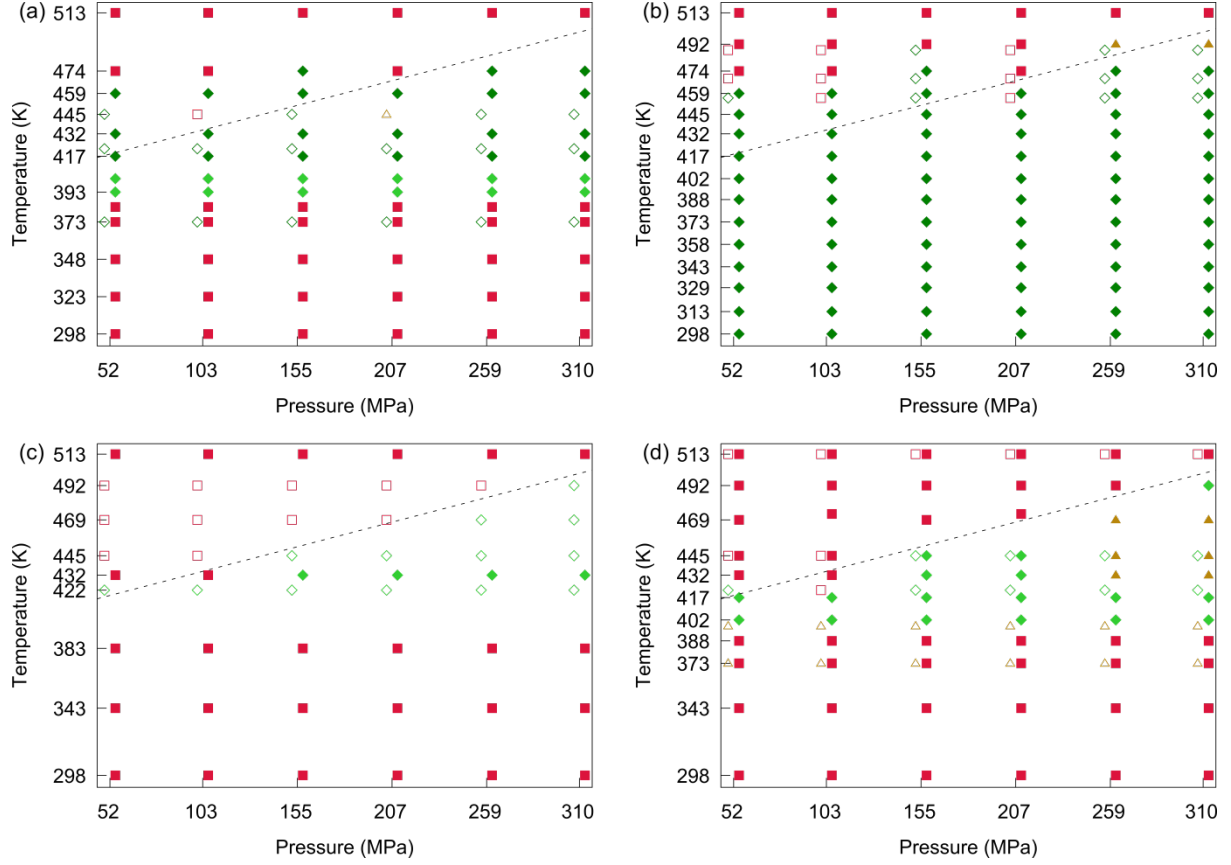 (a)
513
474
459
445
432
417
393
373
348
323
298
Temperature (K)
52 103 155 207 259 310
Pressure (MPa)
(b)
513
492
474
459
445
432
417
402
388
373
358
343
329
313
298
Temperature (K)
52 103 155 207 259 310
Pressure (MPa)
(c)
513
492
469
445
432
422
383
343
298
Temperature (K)
52 103 155 207 259 310
Pressure (MPa)
(d)
513
492
469
445
432
417
402
388
373
343
298
Temperature (K)
52 103 155 207 259 310
Pressure (MPa)